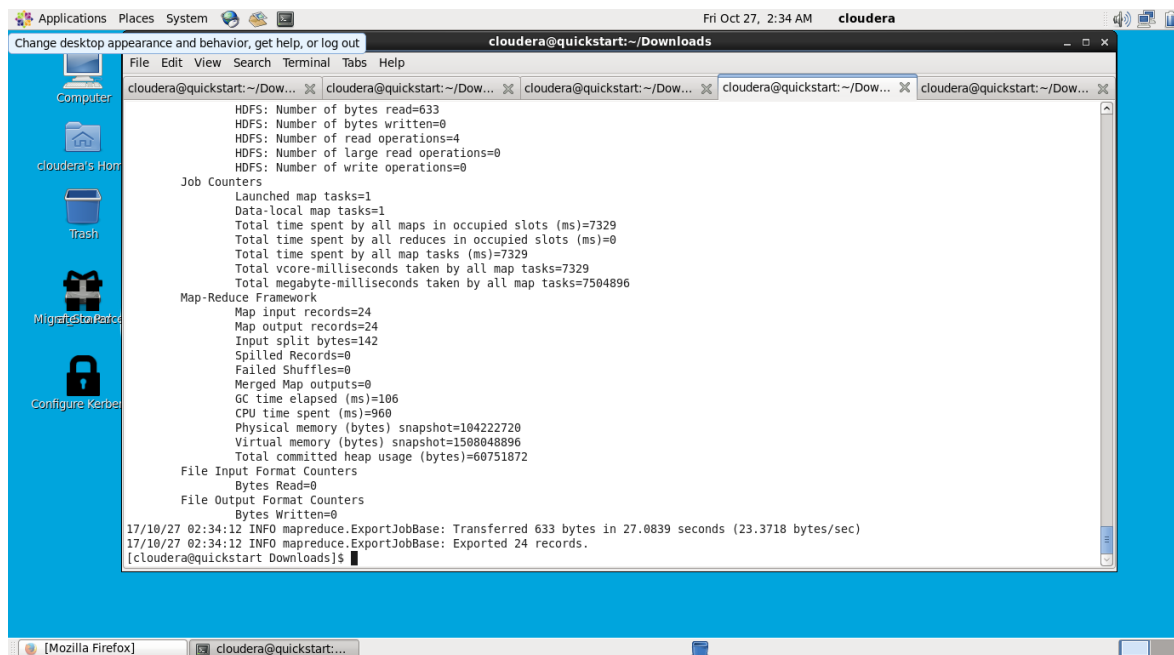 Applications Places System Fri Oct 27, 2:34 AM cloudera
Change desktop appearance and behavior, get help, or log out
cloudera@quickstart:~/Downloads
File Edit View Search Terminal Tabs Help
cloudera@quickstart:~/Dow... cloudera@quickstart:~/Dow... cloudera@quickstart:~/Dow... cloudera@quickstart:~/Dow... cloudera@quickstart:~/Dow...
Computer
cloudera's Hom
Trash
Configure Kerber
HDFS: Number of bytes read=633
HDFS: Number of bytes written=0
HDFS: Number of read operations=4
HDFS: Number of large read operations=0
HDFS: Number of write operations=0
Job Counters
Launched map tasks=1
Data-local map tasks=1
Total time spent by all maps in occupied slots (ms)=7329
Total time spent by all reduces in occupied slots (ms)=0
Total time spent by all map tasks (ms)=7329
Total vcore-milliseconds taken by all map tasks=7329
Total megabyte-milliseconds taken by all map tasks=7504896
Map-Reduce Framework
Map input records=24
Map output records=24
Input split bytes=142
Spilled Records=0
Failed Shuffles=0
Merged Map outputs=0
GC time elapsed (ms)=106
CPU time spent (ms)=960
Physical memory (bytes) snapshot=104222720
Virtual memory (bytes) snapshot=1508048896
Total committed heap usage (bytes)=60751872
File Input Format Counters
Bytes Read=0
File Output Format Counters
Bytes Written=0
17/10/27 02:34:12 INFO mapreduce.ExportJobBase: Transferred 633 bytes in 27.0839 seconds (23.3718 bytes/sec)
17/10/27 02:34:12 INFO mapreduce.ExportJobBase: Exported 24 records.
[cloudera@quickstart Downloads]$
[Mozilla Firefox] cloudera@quickstart:...